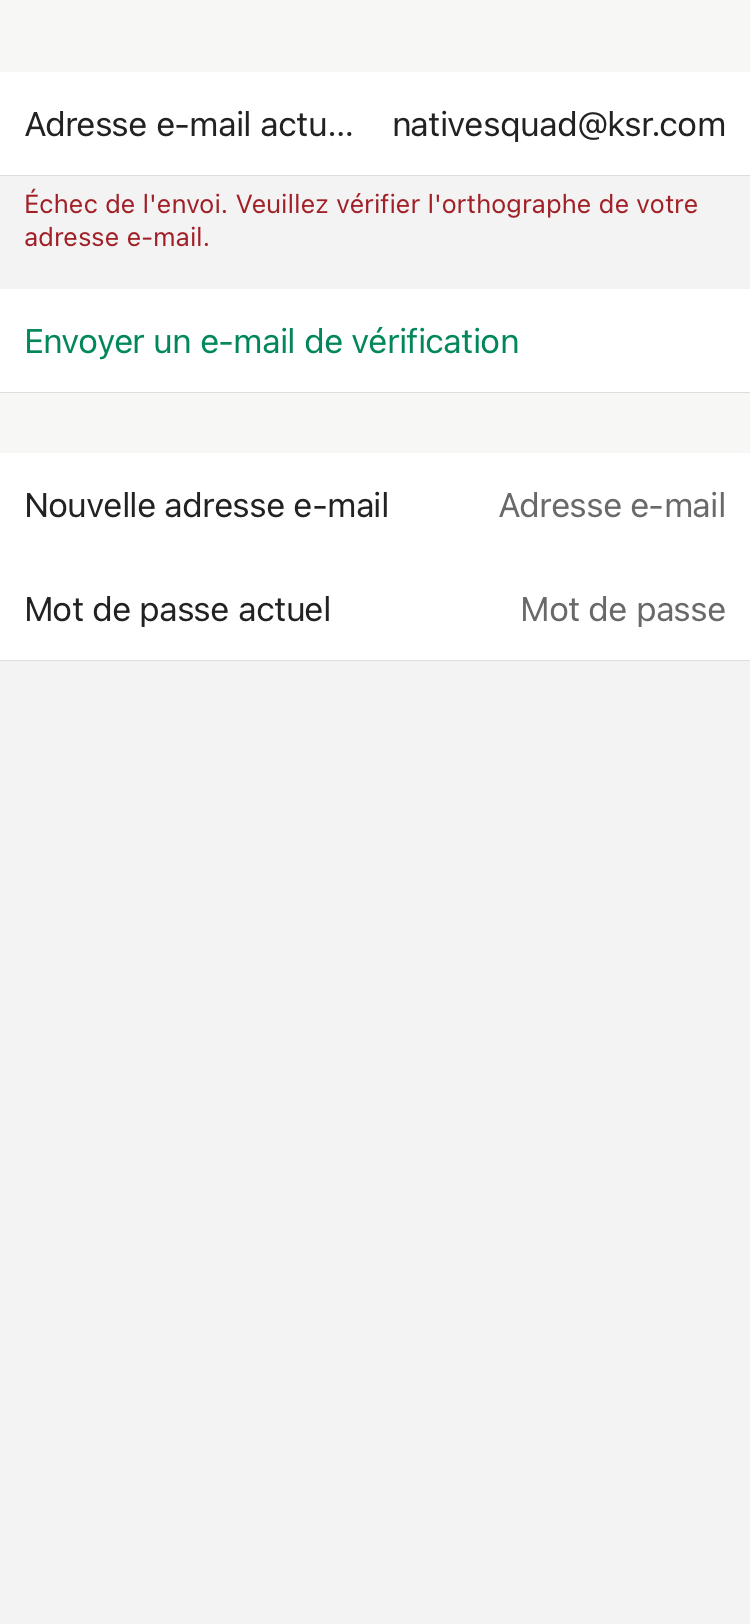 Adresse e-mail actu... nativesquad@ksr.com
Échec de l'envoi. Veuillez vérifier l'orthographe de votre
adresse e-mail.
Envoyer un e-mail de vérification
Nouvelle adresse e-mail Adresse e-mail
Mot de passe actuel Mot de passe